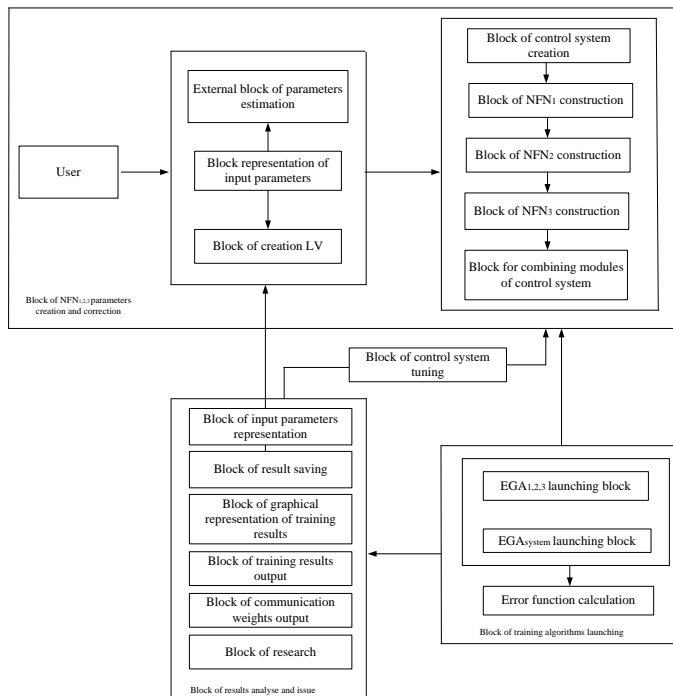 User
External block of parameters
estimation
Block representation of
input parameters
Block of creation LV
Block of control system
creation
Block of NFN1 construction
Block of NFN2 construction
Block of NFN3 construction
Block for combining modules
of control system
Block of NFN1,2,3 parameters
creation and correction
Block of control system
tuning
Block of input parameters
representation
Block of result saving
Block of graphical
representation of training
results
Block of training results
output
Block of communication
weights output
Block of research
Block of results analyse and issue
EGA1,2,3 launching block
EGAsystem launching block
Error function calculation
Block of training algorithms launching